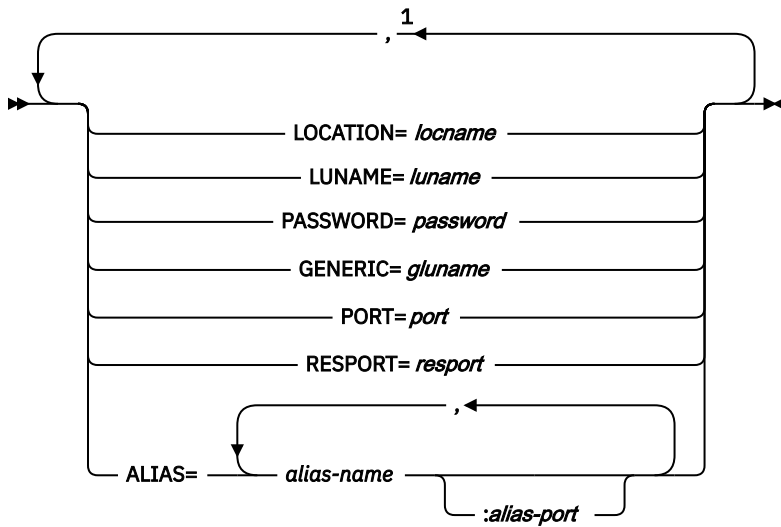 , 1
LOCATION= locname
LUNAME= luname
PASSWORD= password
GENERIC= gluname
PORT= port
RESPORT= resport
,
ALIAS= alias-name
:alias-port